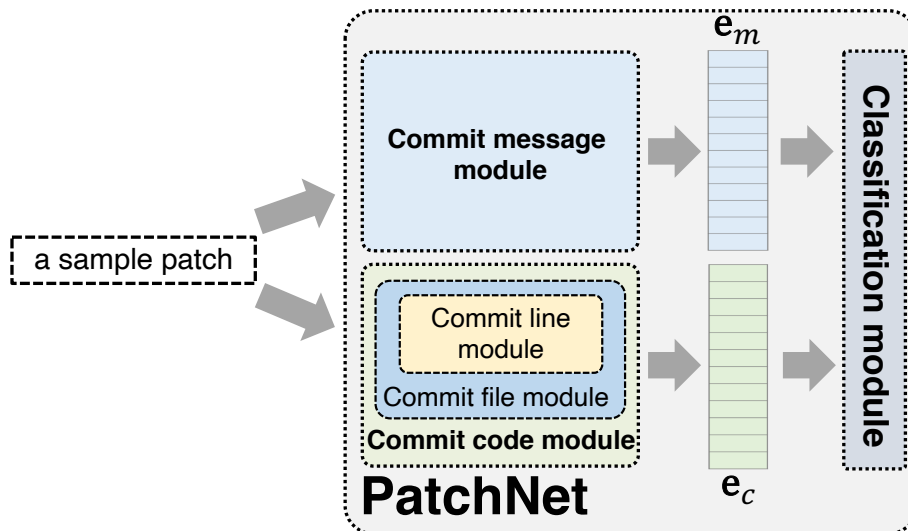 e_m
Commit message
module
a sample patch
Commit line
module
Commit file module
Commit code module
PatchNet
e_c
Classification module